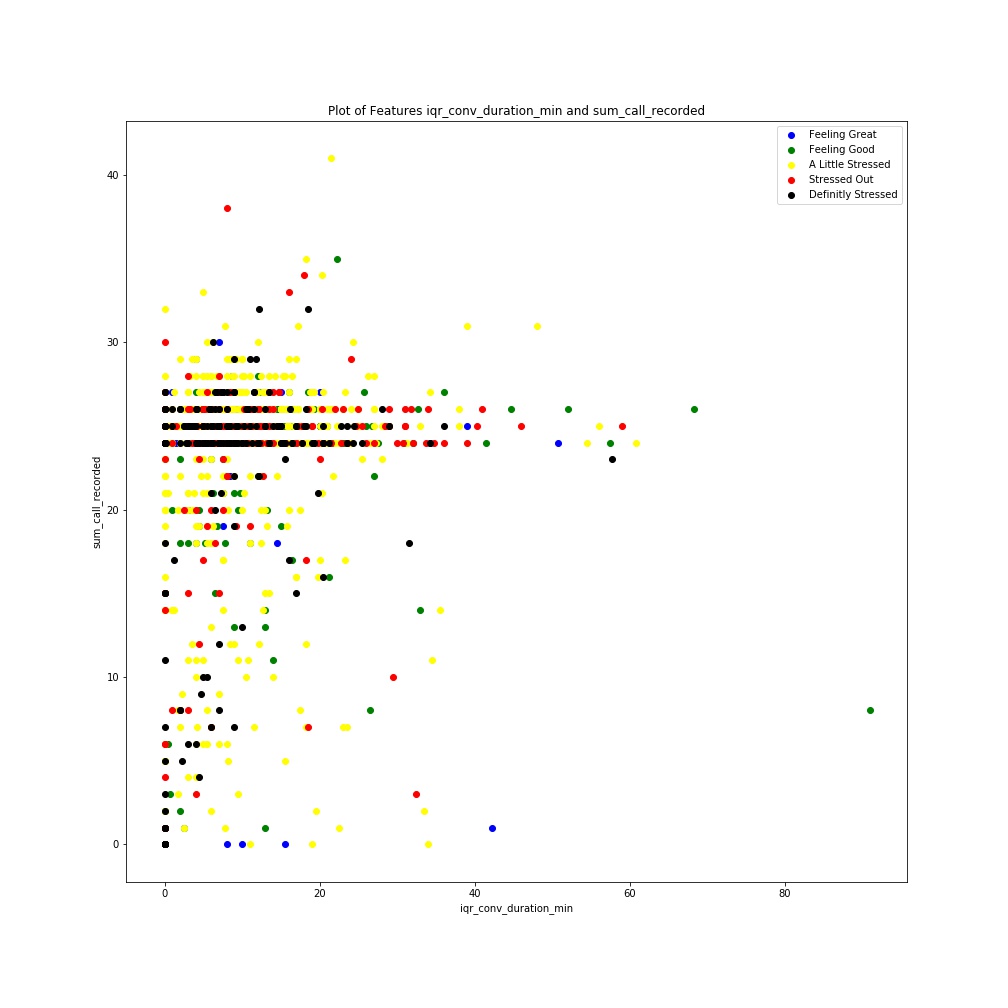 Plot of Features iqr_conv_duration_min and sum_call_recorded
Feeling Great
Feeling Good
A Little Stressed
Stressed Out
Definitly Stressed
40
30
20
10
0
sum_call_recorded
0 20 40 60 80
iqr_conv_duration_min